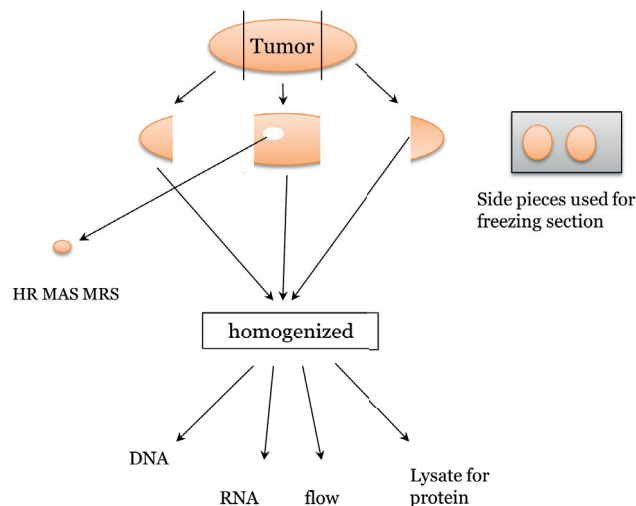 Tumor
Side pieces used for
freezing section
HR MAS MRS
homogenized
DNA
RNA
flow
Lysate for
protein